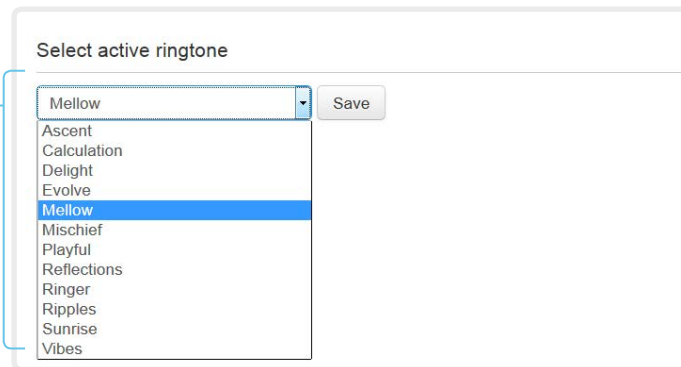 Select active ringtone
Mellow Save
Ascent
Calculation
Delight
Evolve
Mellow
Mischief
Playful
Reflections
Ringer
Ripples
Sunrise
Vibes